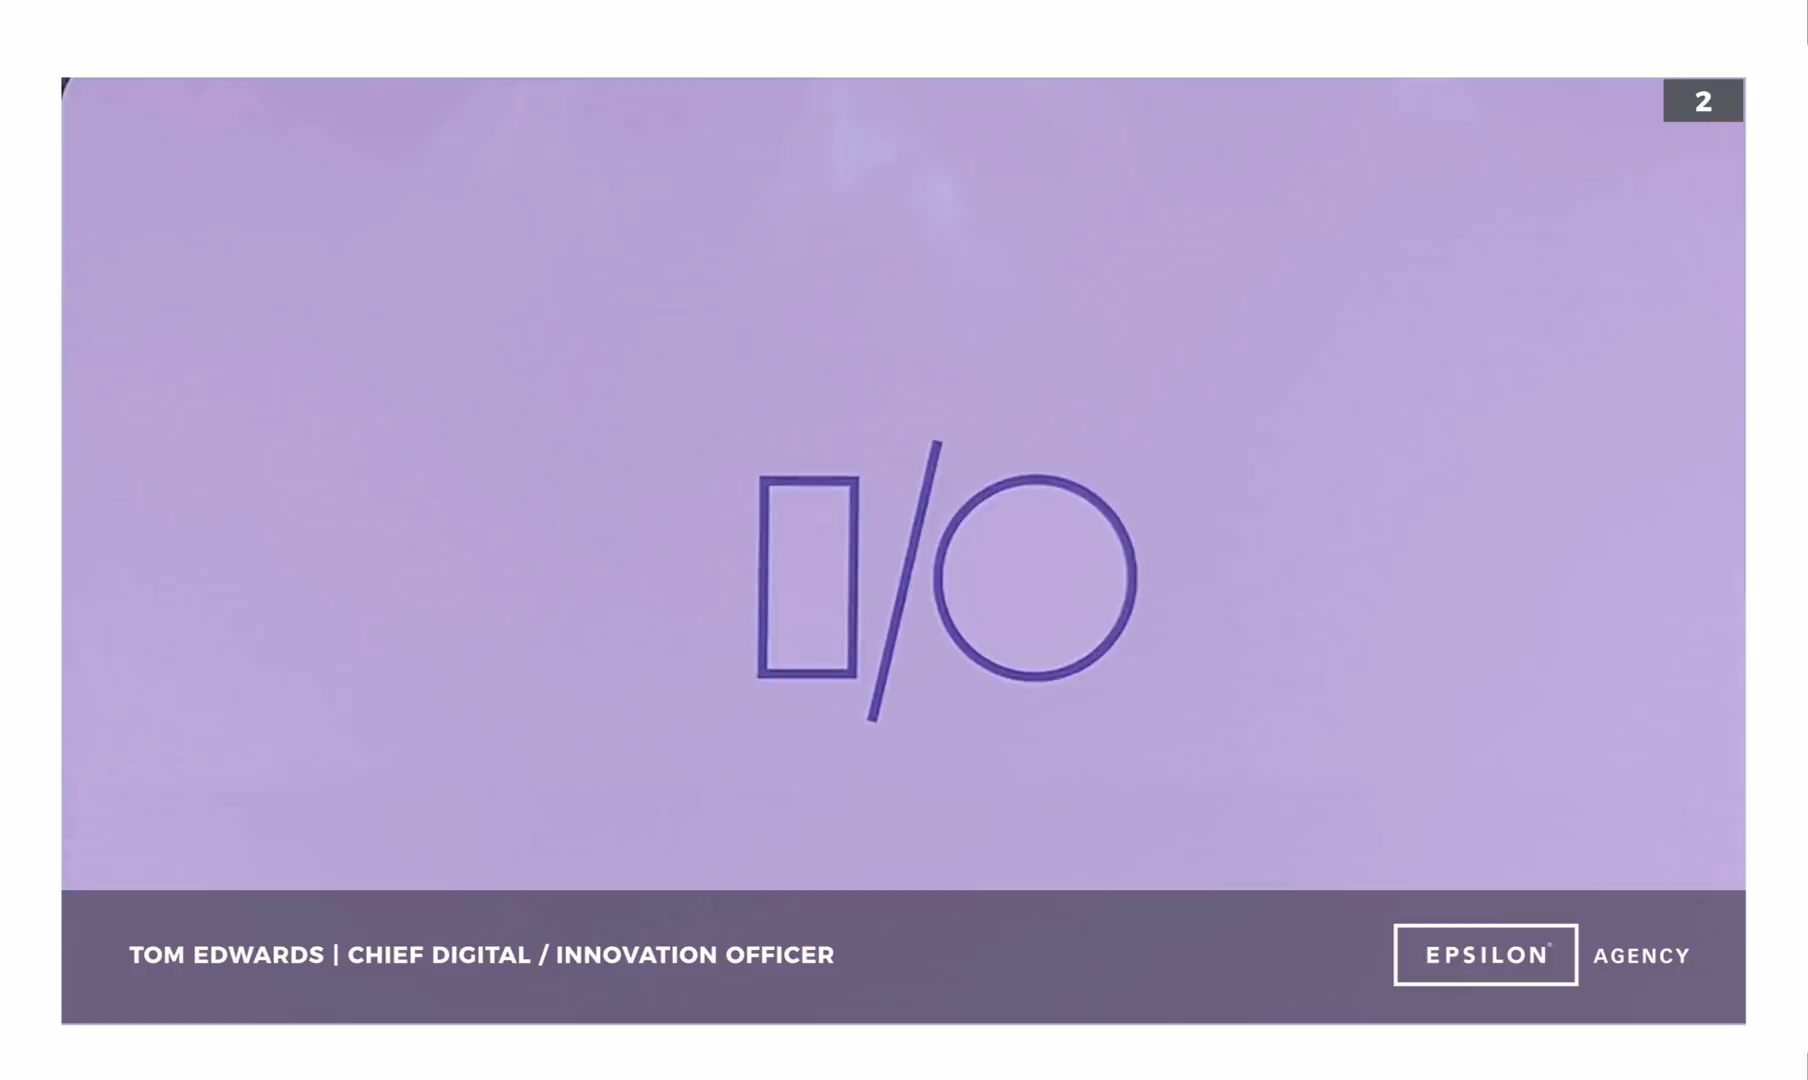 2
I/O
TOM EDWARDS | CHIEF DIGITAL / INNOVATION OFFICER
EPSILON® AGENCY